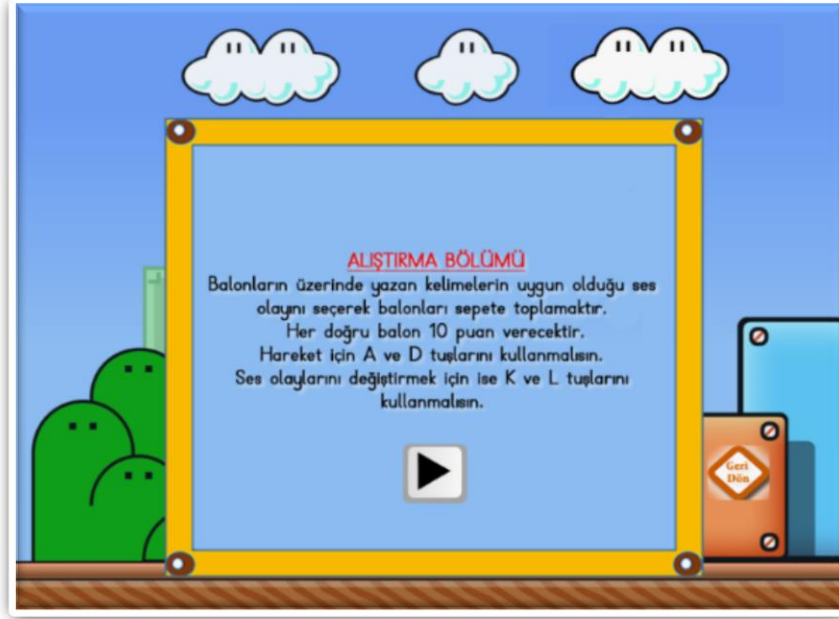 ALIŞTIRMA BÖLÜMÜ
Balonların üzerinde yazan kelimelerin uygun olduğu ses
olayını seçerek balonları sepete toplamaktır.
Her doğru balon 10 puan verecektir.
Hareket için A ve D tuşlarını kullanmalısın.
Ses olaylarını değiştirmek için ise K ve L tuşlarını
kullanmalısın.
Geri
Dön